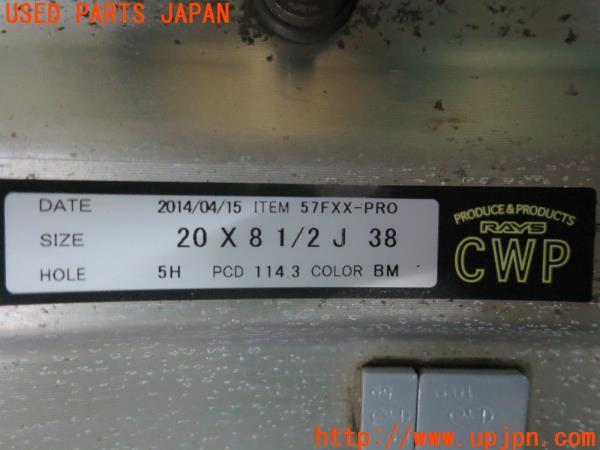 USED PARTS JAPAN
DATE 2014/04/15 ITEM 57FXX-PRO
SIZE 20 X 8 1/2 J 38
HOLE 5H PCD 114.3 COLOR BM
PRODUCE & PRODUCTS
RAYS
CWP
http://www.upjpn.com/